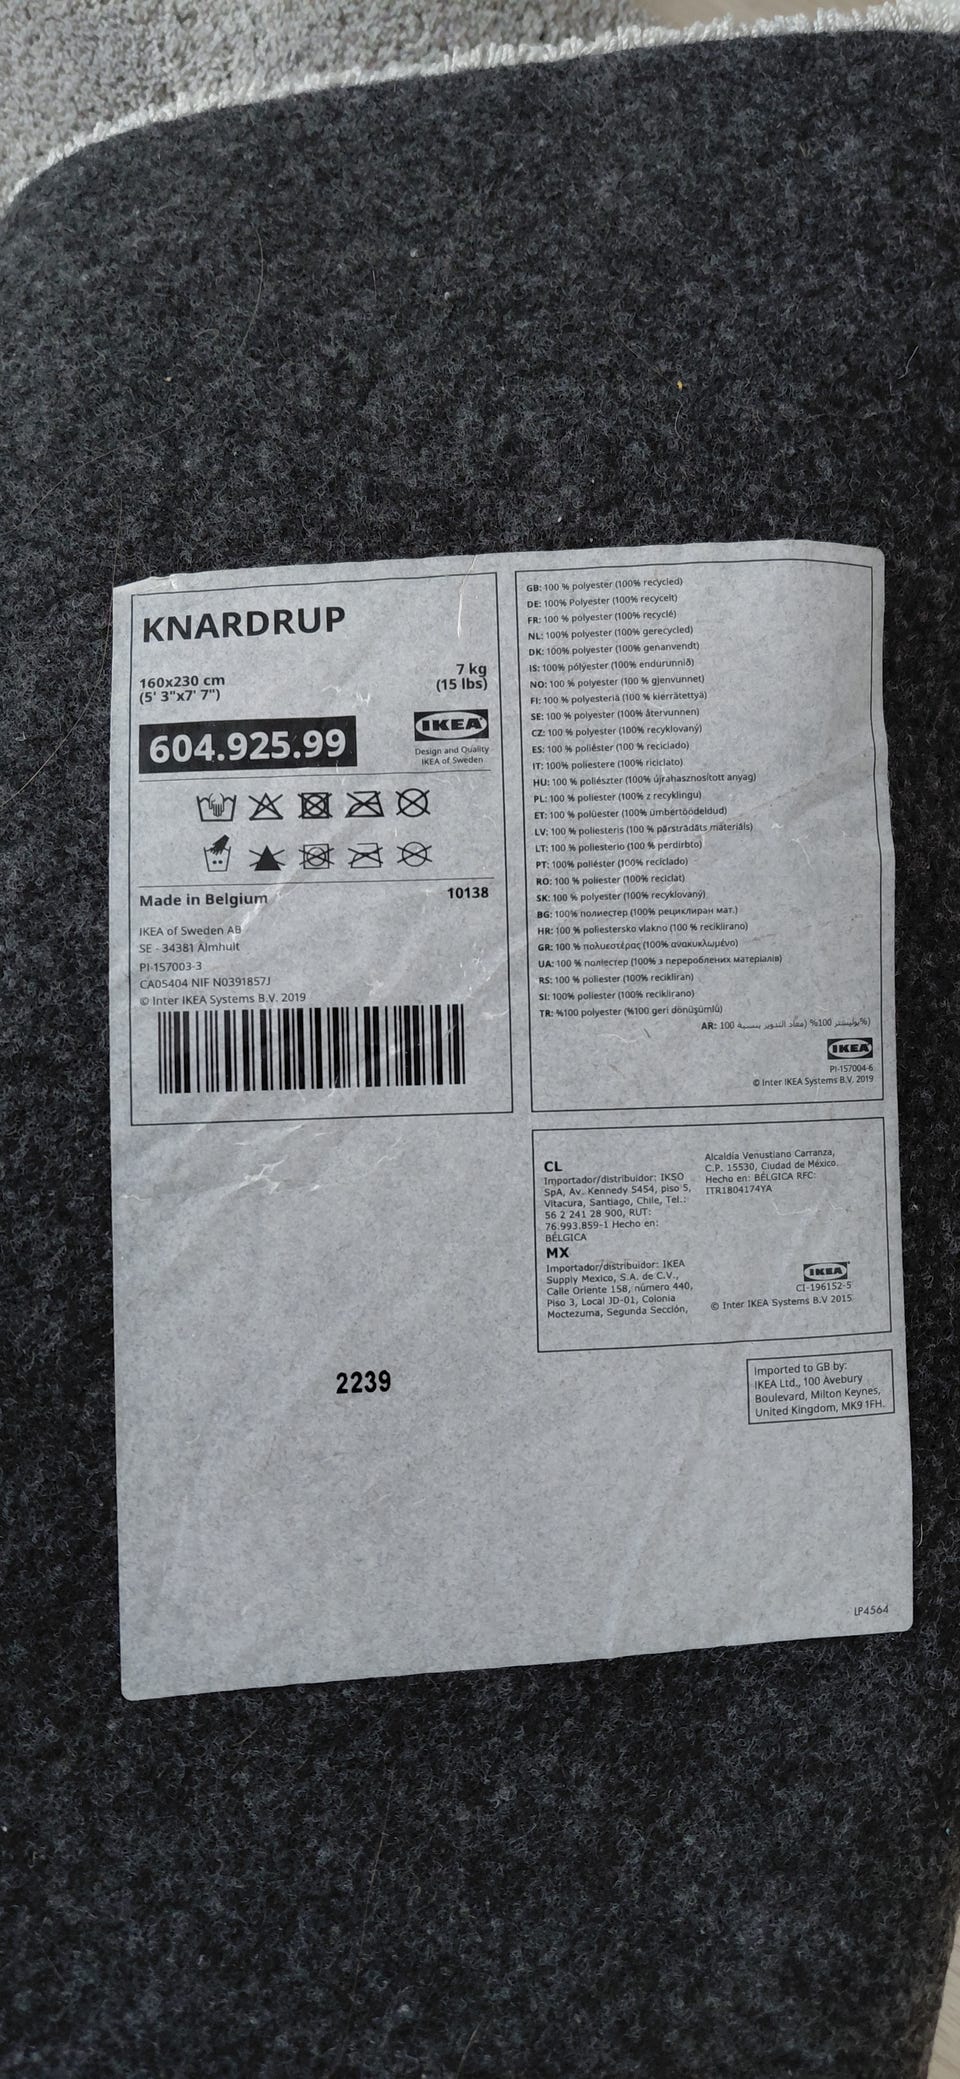 KNARDRUP
160x230 cm
(5' 3"x7' 7")
7 kg
(15 lbs)
604.925.99
IKEA
Design and Quality
IKEA of Sweden
Made in Belgium
10138
IKEA of Sweden AB
SE - 34381 Älmhult
PI-157003-3
CA05404 NIF N0391857J
© Inter IKEA Systems B.V. 2019
GB: 100 % polyester (100% recycled)
DE: 100% Polyester (100% recycelt)
FR: 100 % polyester (100% recyclé)
NL: 100% polyester (100% gerecycled)
DK: 100% polyester (100% genanvendt)
IS: 100% pólýester (100% endurunnið)
NO: 100 % polyester (100 % gjenvunnet)
FI: 100 % polyesteriä (100 % kierrätettyä)
SE: 100 % polyester (100% återvunnen)
CZ: 100 % polyester (100% recyklovaný)
ES: 100% poliéster (100 % reciclado)
IT: 100% poliestere (100% riciclato)
HU: 100 % poliészter (100% újrahasznosított anyag)
PL: 100 % poliester (100% z recyklingu)
ET: 100% polüester (100% ümbertöödeldud)
LV: 100 % poliesteris (100 % pārstrādāts materiāls)
LT: 100 % poliesterio (100% perdirbto)
PT: 100% poliéster (100% reciclado)
RO: 100 % poliester (100% reciclat)
SK: 100 % polyester (100% recyklovaný)
BG: 100% полиестер (100% рециклиран мат.)
HR: 100 % poliestersko vlakno (100 % reciklirano)
GR: 100 % πολυεστέρας (100% ανακυκλωμένο)
UA: 100 % поліестер (100% з перероблених матеріалів)
RS: 100 % poliester (100% recikliran)
SI: 100% poliester (100% reciklirano)
TR: %100 polyester (%100 geri dönüşümlü)
AR: 100 %بوليستر 100% (معاد التدوير بنسبة
IKEA
PI-157004-6
© Inter IKEA Systems B.V. 2019
CL
Importador/distribuidor: IKSO
SpA, Av. Kennedy 5454, piso 5,
Vitacura, Santiago, Chile, Tel.:
56 2 241 28 900, RUT:
76.993.859-1 Hecho en:
BÉLGICA
MX
Importador/distribuidor: IKEA
Supply Mexico, S.A. de C.V.,
Calle Oriente 158, número 440,
Piso 3, Local JD-01, Colonia
Moctezuma, Segunda Sección,
Alcaldía Venustiano Carranza,
C.P. 15530, Ciudad de México.
Hecho en: BÉLGICA RFC:
ITR1804174YA
IKEA
CI-196152-5
© Inter IKEA Systems B.V 2015
2239
Imported to GB by:
IKEA Ltd., 100 Avebury
Boulevard, Milton Keynes,
United Kingdom, MK9 1FH.
LP4564